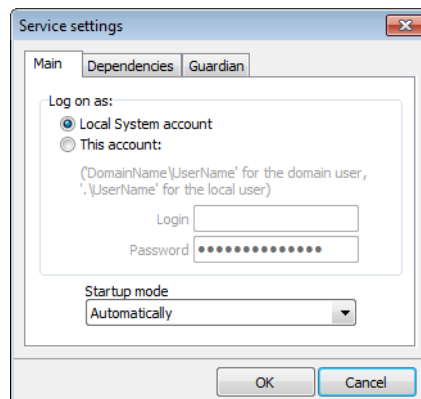 Service settings
Main Dependencies Guardian
Log on as:
Local System account
This account:
('DomainName\UserName' for the domain user,
'.\UserName' for the local user)
Login
Password ●●●●●●●●●●●●●●
Startup mode
Automatically
OK Cancel